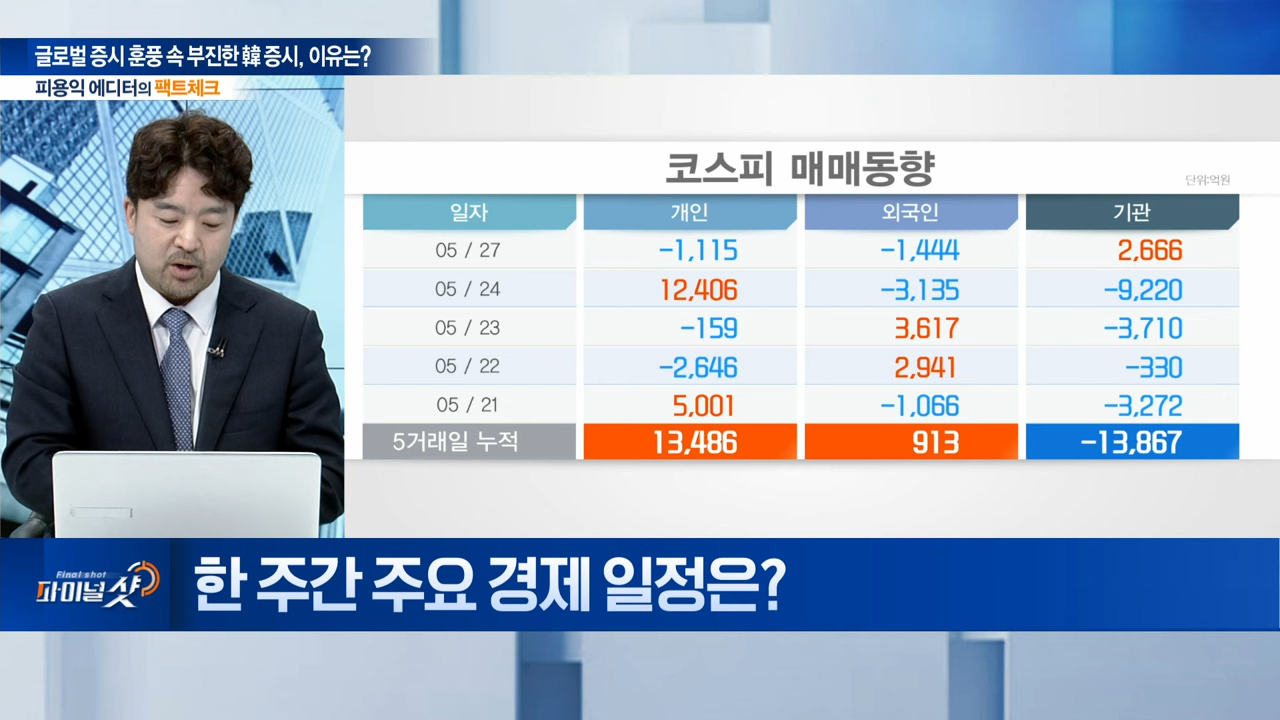 글로벌 증시 훈풍 속 부진한 韓 증시, 이유는?
피용익 에디터의 팩트체크
코스피 매매동향
단위:억원
일자 개인 외국인 기관
05 / 27 -1,115 -1,444 2,666
05 / 24 12,406 -3,135 -9,220
05 / 23 -159 3,617 -3,710
05 / 22 -2,646 2,941 -330
05 / 21 5,001 -1,066 -3,272
5거래일 누적 13,486 913 -13,867
Final shot
파이널샷
한 주간 주요 경제 일정은?